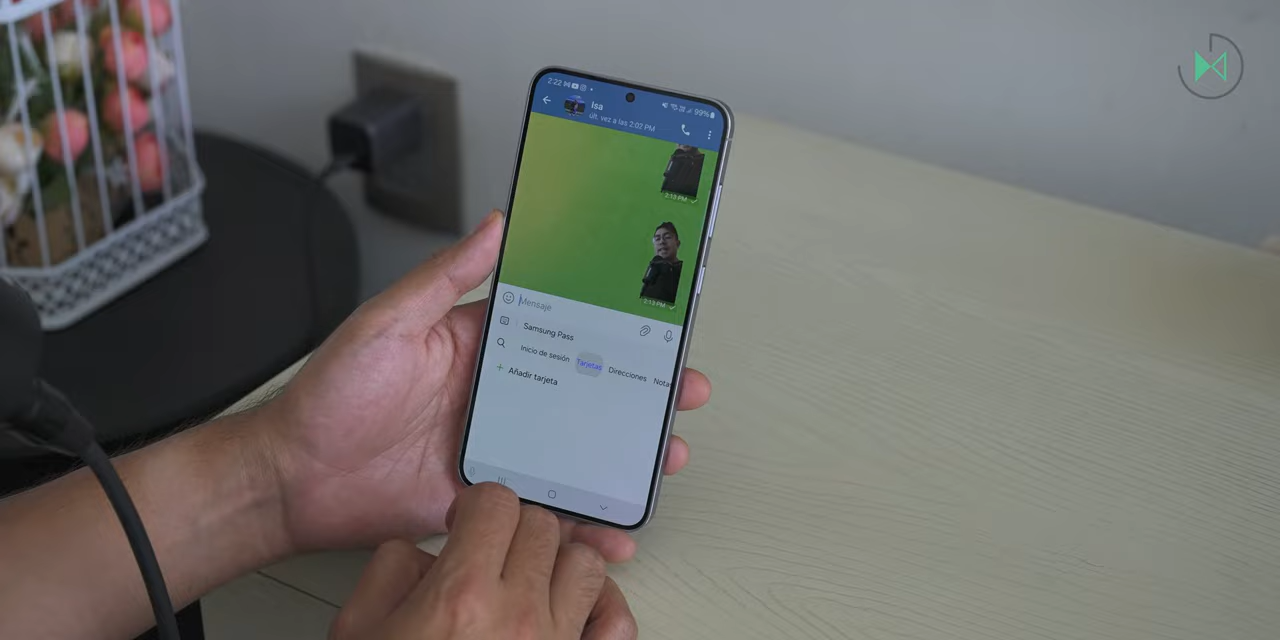 2:22
99%
Isa
últ. vez a las 2:02 PM
2:13 PM
2:13 PM
Mensaje
Samsung Pass
Inicio de sesión Tarjetas Direcciones Notas
+ Añadir tarjeta